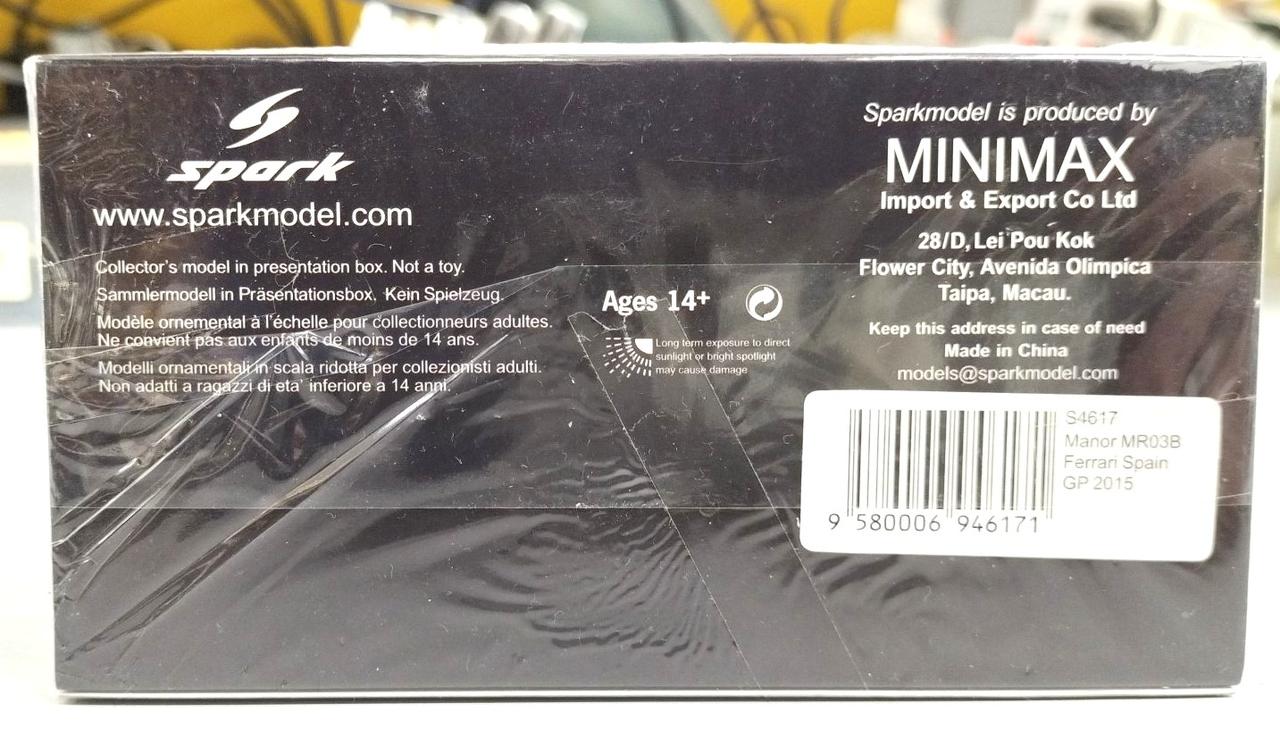 spark
www.sparkmodel.com
Collector's model in presentation box. Not a toy.
Sammlermodell in Präsentationsbox. Kein Spielzeug.
Modèle ornemental à l'échelle pour collectionneurs adultes.
Ne convient pas aux enfants de moins de 14 ans.
Modelli ornamentali in scala ridotta per collezionisti adulti.
Non adatti a ragazzi di eta' inferiore a 14 anni.
Ages 14+
Long term exposure to direct
sunlight or bright spotlight
may cause damage
Sparkmodel is produced by
MINIMAX
Import & Export Co Ltd
28/D, Lei Pou Kok
Flower City, Avenida Olimpica
Taipa, Macau.
Keep this address in case of need
Made in China
models@sparkmodel.com
S4617
Manor MR03B
Ferrari Spain
GP 2015
9 580006 946171